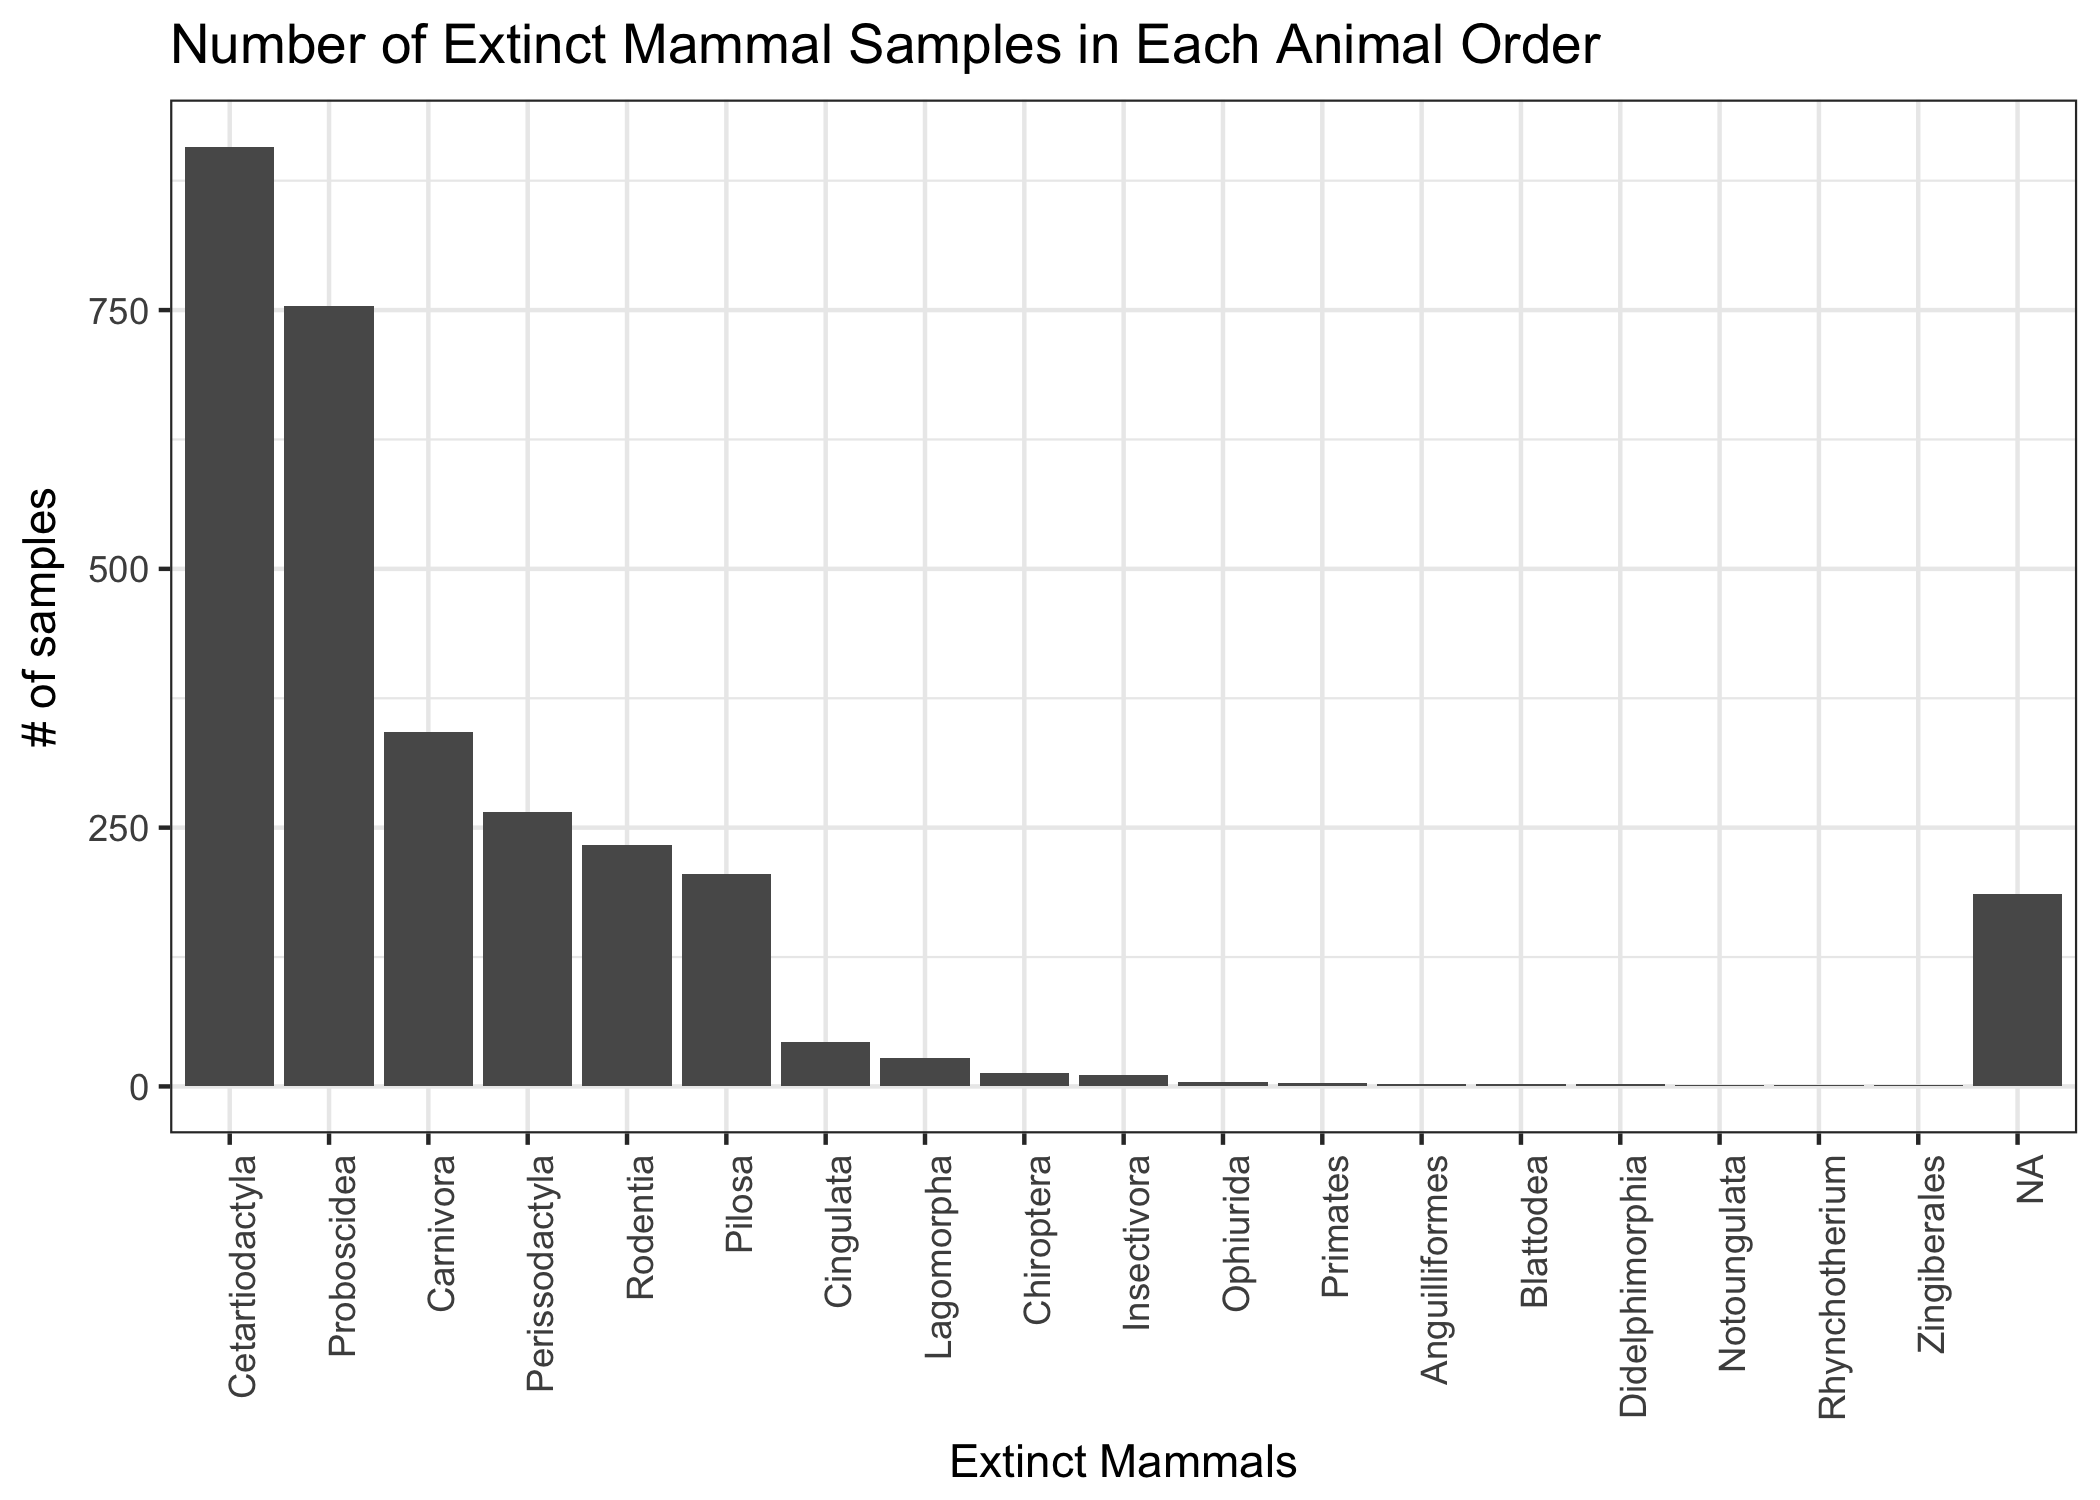 Number of Extinct Mammal Samples in Each Animal Order
# of samples
750
500
250
0
Cetartiodactyla
Proboscidea
Carnivora
Perissodactyla
Rodentia
Pilosa
Cingulata
Lagomorpha
Chiroptera
Insectivora
Ophiurida
Primates
Anguilliformes
Blattodea
Didelphimorphia
Notoungulata
Rhynchotherium
Zingiberales
NA
Extinct Mammals